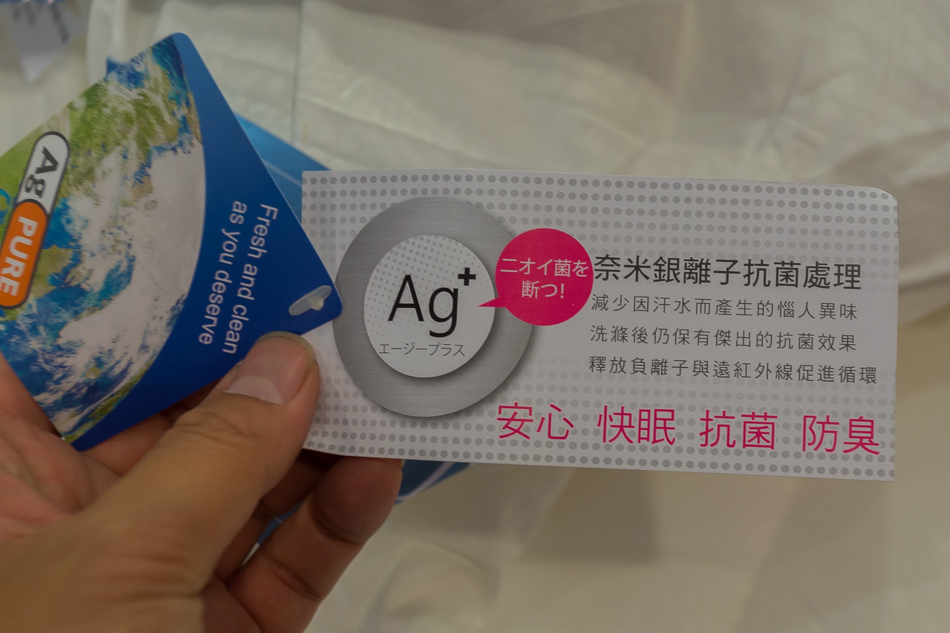 Ag PURE
Fresh and clean
as you deserve
Ag+
エージープラス
ニオイ菌を
断つ!
奈米銀離子抗菌處理
減少因汗水而產生的惱人異味
洗滌後仍保有傑出的抗菌效果
釋放負離子與遠紅外線促進循環
安心 快眠 抗菌 防臭